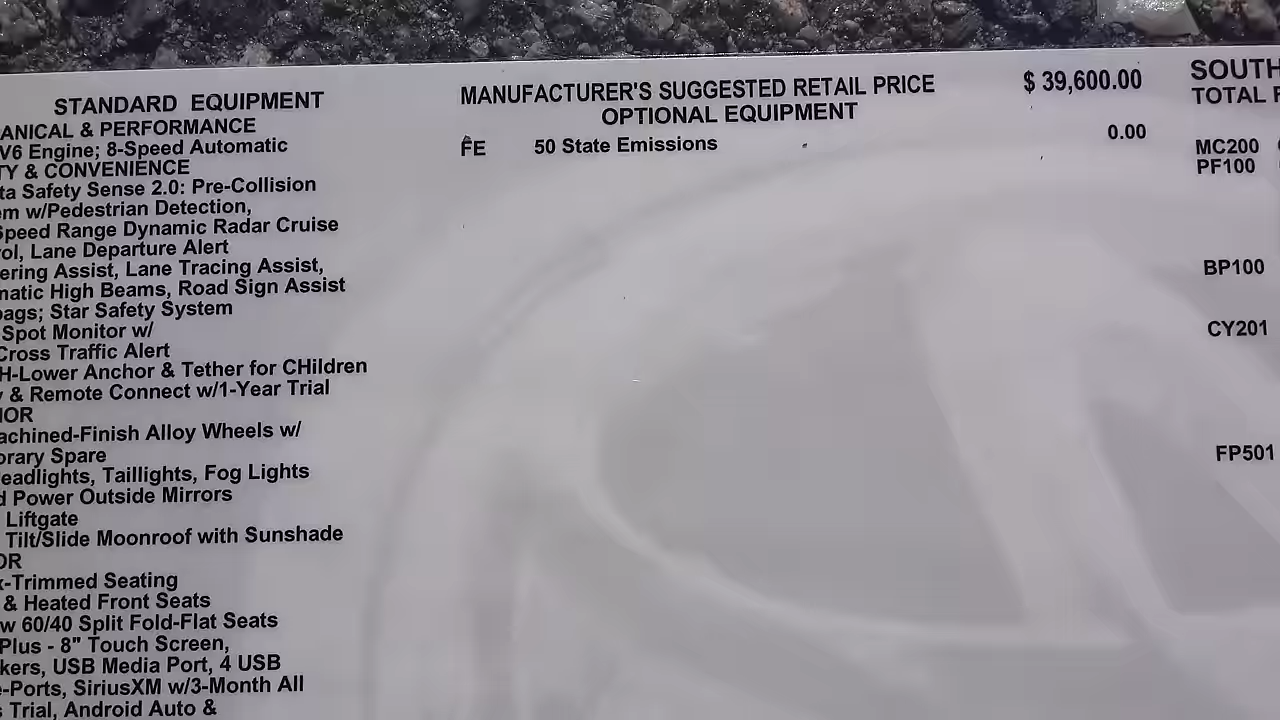 STANDARD EQUIPMENT
ANICAL & PERFORMANCE
V6 Engine; 8-Speed Automatic
TY & CONVENIENCE
ta Safety Sense 2.0: Pre-Collision
em w/Pedestrian Detection,
Speed Range Dynamic Radar Cruise
rol, Lane Departure Alert
ering Assist, Lane Tracing Assist,
matic High Beams, Road Sign Assist
bags; Star Safety System
Spot Monitor w/
Cross Traffic Alert
H-Lower Anchor & Tether for CHildren
y & Remote Connect w/1-Year Trial
IOR
achined-Finish Alloy Wheels w/
orary Spare
eadlights, Taillights, Fog Lights
d Power Outside Mirrors
Liftgate
Tilt/Slide Moonroof with Sunshade
OR
x-Trimmed Seating
& Heated Front Seats
w 60/40 Split Fold-Flat Seats
Plus - 8" Touch Screen,
kers, USB Media Port, 4 USB
e-Ports, SiriusXM w/3-Month All
s Trial, Android Auto &
MANUFACTURER'S SUGGESTED RETAIL PRICE $ 39,600.00
OPTIONAL EQUIPMENT
FE 50 State Emissions 0.00
SOUTH
TOTAL
MC200
PF100
BP100
CY201
FP501